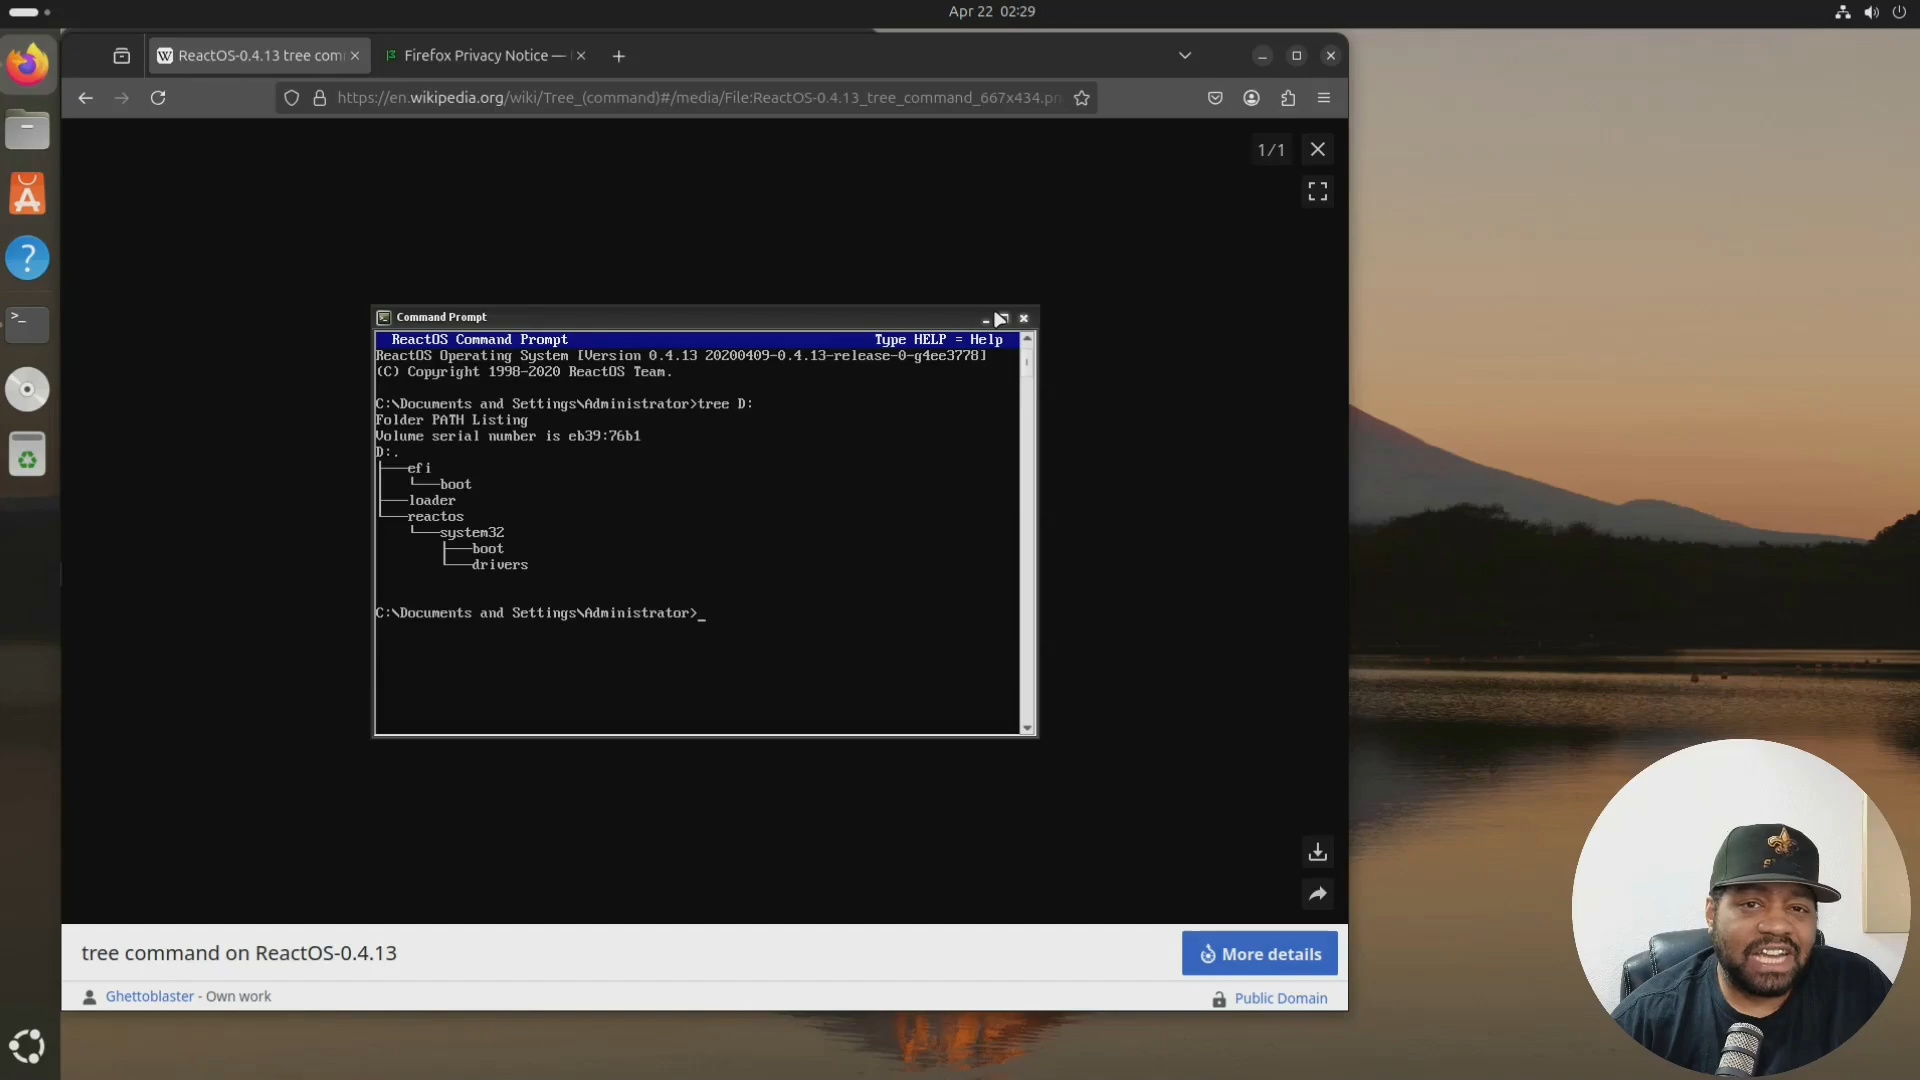 Apr 22 02:29
ReactOS-0.4.13 tree com
Firefox Privacy Notice —
https://en.wikipedia.org/wiki/Tree_(command)#/media/File:ReactOS-0.4.13_tree_command_667x434.pn
1/1
Command Prompt
ReactOS Command Prompt Type HELP = Help
ReactOS Operating System [Version 0.4.13 20200409-0.4.13-release-0-g4ee3778]
(C) Copyright 1998-2020 ReactOS Team.
C:\Documents and Settings\Administrator>tree D:
Folder PATH Listing
Volume serial number is eb39:76b1
D:.
├───efi
│   └───boot
├───loader
└───reactos
    └───system32
        ├───boot
        └───drivers
C:\Documents and Settings\Administrator>_
tree command on ReactOS-0.4.13
More details
Ghettoblaster - Own work
Public Domain